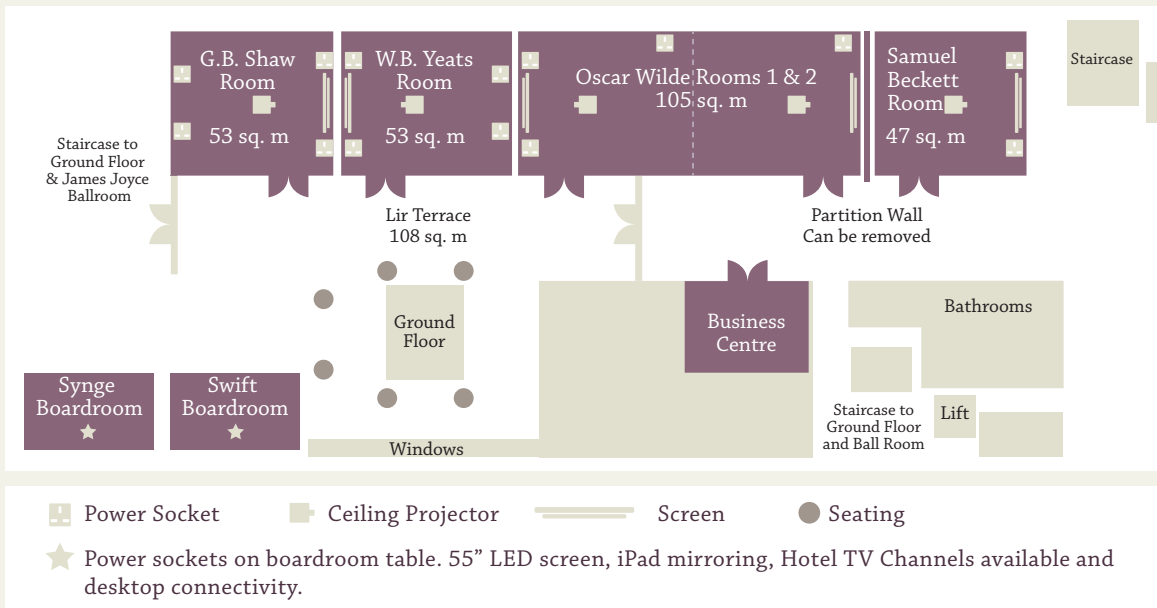 G.B. Shaw
Room
53 sq. m
W.B. Yeats
Room
53 sq. m
Oscar Wilde Rooms 1 & 2
105 sq. m
Samuel
Beckett
Room
47 sq. m
Staircase
Staircase to
Ground Floor
& James Joyce
Ballroom
Lir Terrace
108 sq. m
Partition Wall
Can be removed
Ground
Floor
Business
Centre
Bathrooms
Synge
Boardroom
Swift
Boardroom
Windows
Staircase to
Ground Floor
and Ball Room
Lift
Power Socket
Ceiling Projector
Screen
Seating
Power sockets on boardroom table. 55” LED screen, iPad mirroring, Hotel TV Channels available and
desktop connectivity.